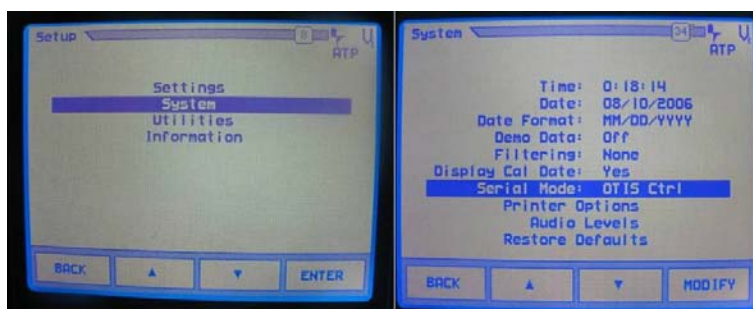 Setup
8
ATP
Settings
System
Utilities
Information
BACK
ENTER
System
34
ATP
Time: 0:18:14
Date: 08/10/2006
Date Format: MM/DD/YYYY
Demo Data: Off
Filtering: None
Display Cal Date: Yes
Serial Mode: OTIS Ctrl
Printer Options
Audio Levels
Restore Defaults
BACK
MODIFY